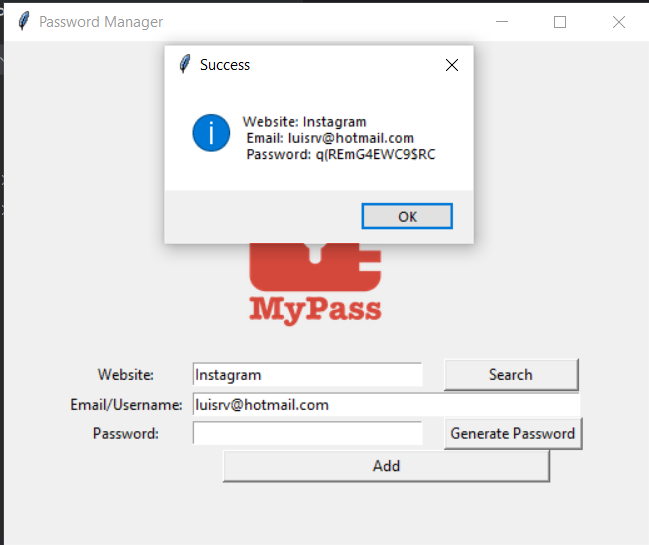 Password Manager
Success
Website: Instagram
Email: luisrv@hotmail.com
Password: q(REmG4EWC9$RC
OK
MyPass
Website:
Instagram
Search
Email/Username:
luisrv@hotmail.com
Password:
Generate Password
Add